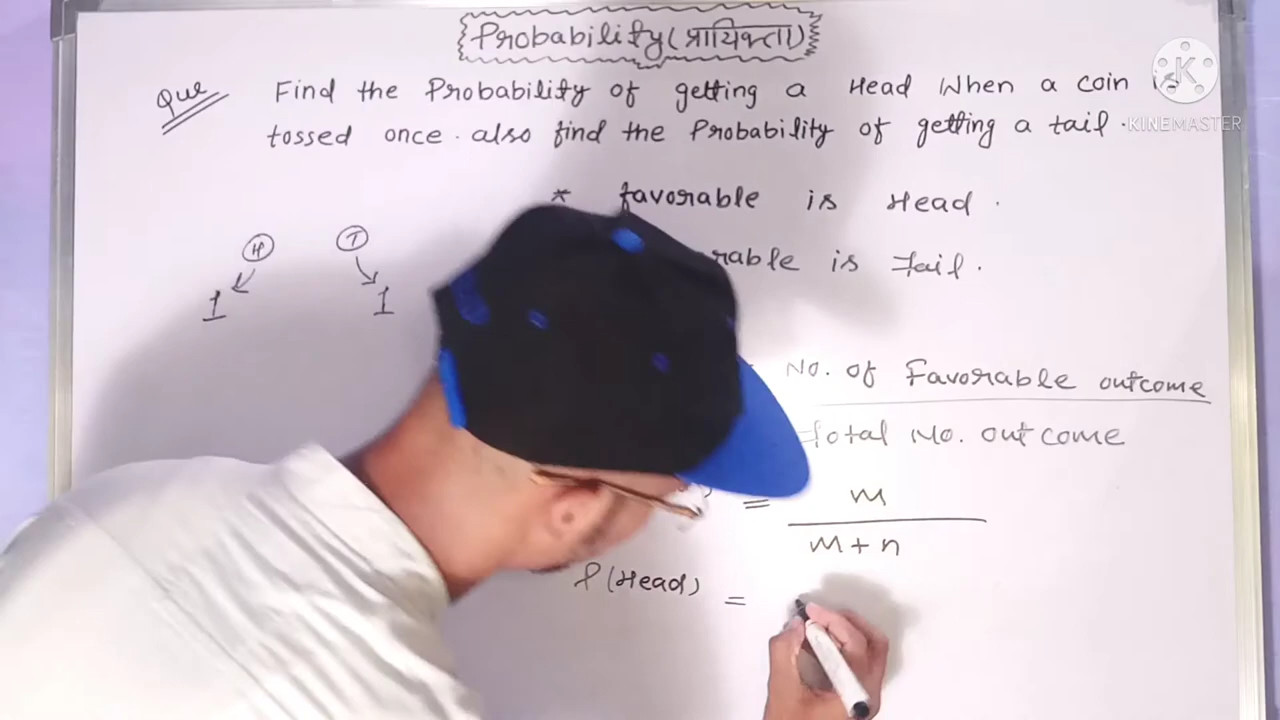 Probability (प्रायिकता)
Que Find the Probability of getting a Head When a coin is
tossed once. also find the Probability of getting a tail.
KINEMASTER
* favorable is Head.
H T
rable is Tail.
1 1
No. of Favorable outcome
Total No. outcome
= m
m + n
P(Head) =